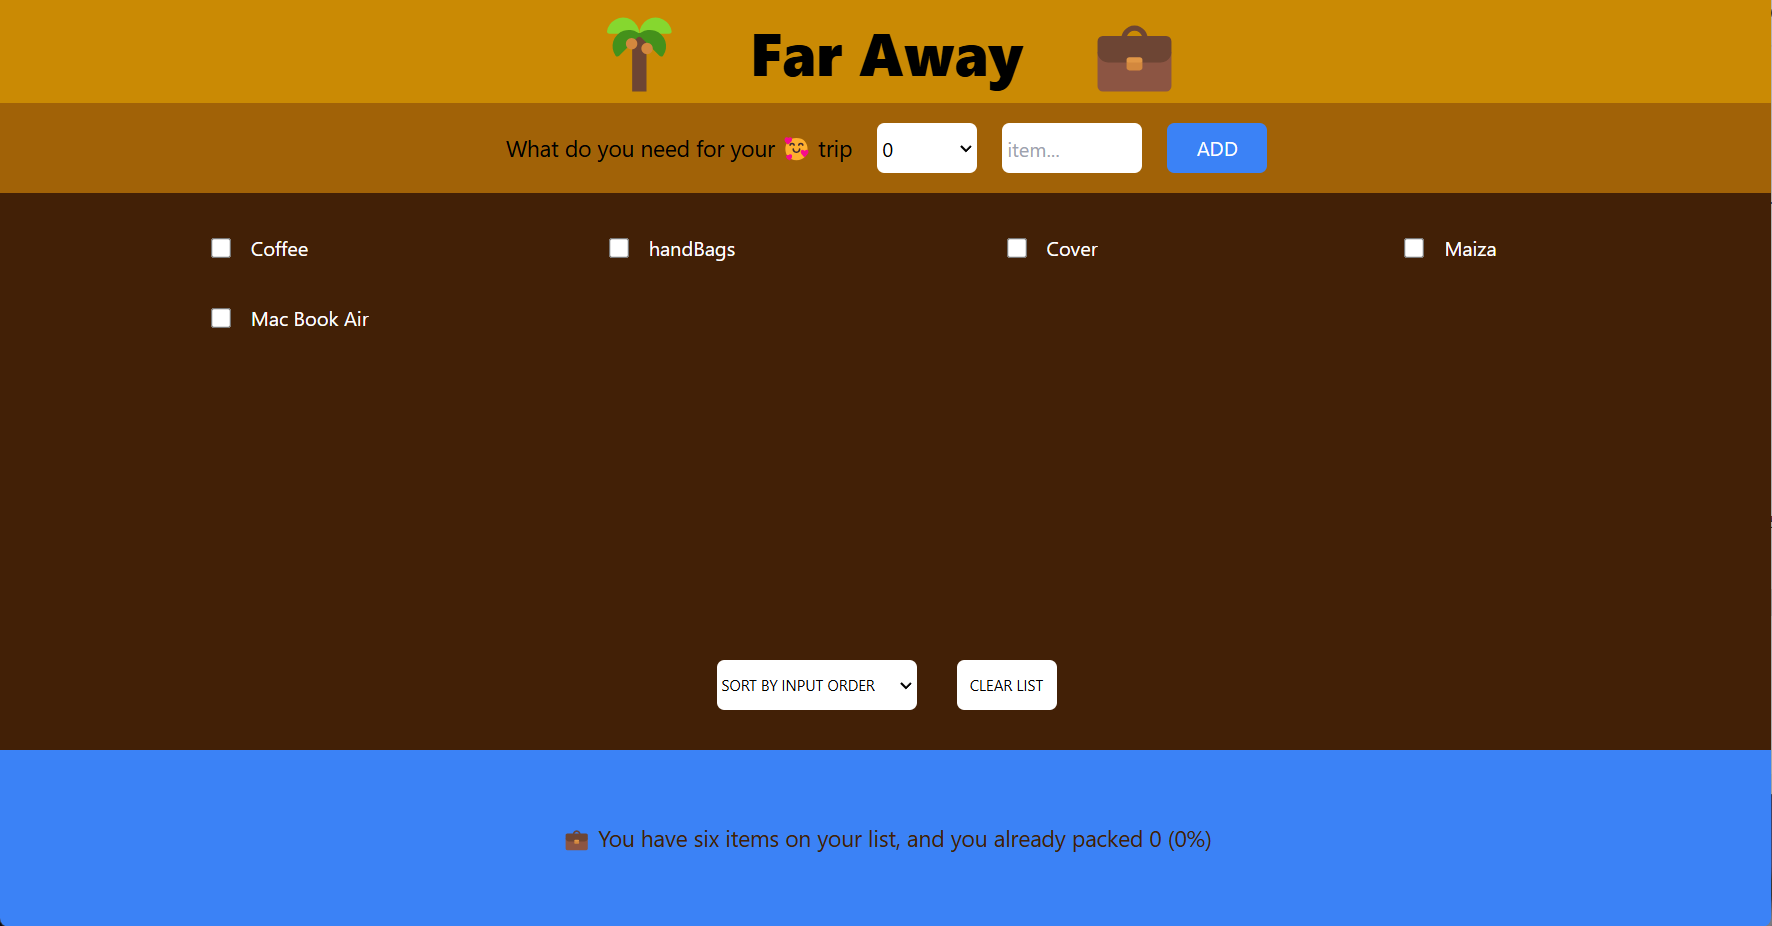 Far Away
What do you need for your 🥰 trip 0 item... ADD
Coffee handBags Cover Maiza
Mac Book Air
SORT BY INPUT ORDER CLEAR LIST
💼 You have six items on your list, and you already packed 0 (0%)